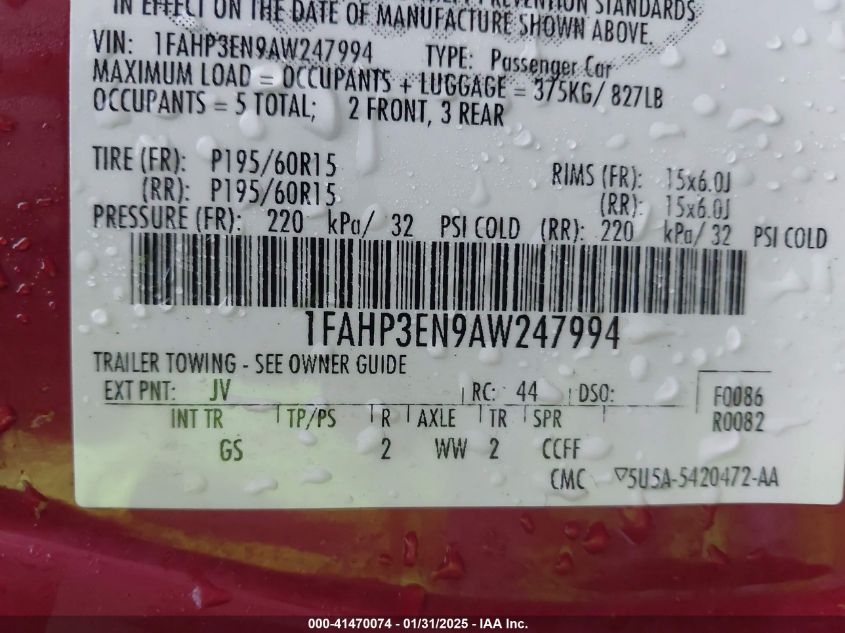 IN EFFECT ON THE DATE OF MANUFACTURE SHOWN ABOVE.
VIN: 1FAHP3EN9AW247994 TYPE: Passenger Car
MAXIMUM LOAD = OCCUPANTS + LUGGAGE = 375KG/ 827LB
OCCUPANTS = 5 TOTAL; 2 FRONT, 3 REAR
TIRE (FR): P195/60R15 RIMS (FR): 15x6.0J
(RR): P195/60R15 (RR): 15x6.0J
PRESSURE (FR): 220 kPa/ 32 PSI COLD (RR): 220 kPa/ 32 PSI COLD
1FAHP3EN9AW247994
TRAILER TOWING - SEE OWNER GUIDE
EXT PNT: JV RC: 44 DSO: F0086
INT TR TP/PS R AXLE TR SPR R0082
GS 2 WW 2 CCFF
CMC ▽5U5A-5420472-AA
000-41470074 - 01/31/2025 - IAA Inc.